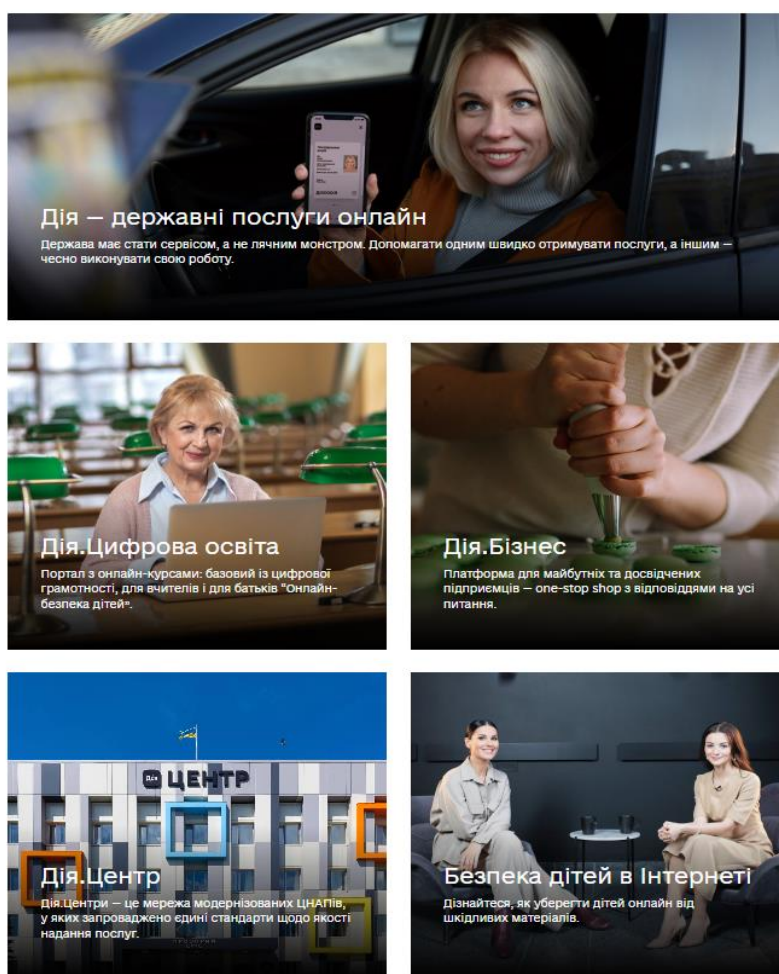 Дія — державні послуги онлайн
Держава має стати сервісом, а не лячним монстром. Допомагати одним швидко отримувати послуги, а іншим —
чесно виконувати свою роботу.
Дія.Цифрова освіта
Портал з онлайн-курсами: базовий із цифрової
грамотності, для вчителів і для батьків "Онлайн-
безпека дітей".
Дія.Бізнес
Платформа для майбутніх та досвідчених
підприємців — one-stop shop з відповіддями на усі
питання.
Дія ЦЕНТР
Дія.Центр
Дія.Центри — це мережа модернізованих ЦНАПів,
у яких запроваджено єдині стандарти щодо якості
надання послуг.
Безпека дітей в Інтернеті
Дізнайтеся, як уберегти дітей онлайн від
шкідливих матеріалів.